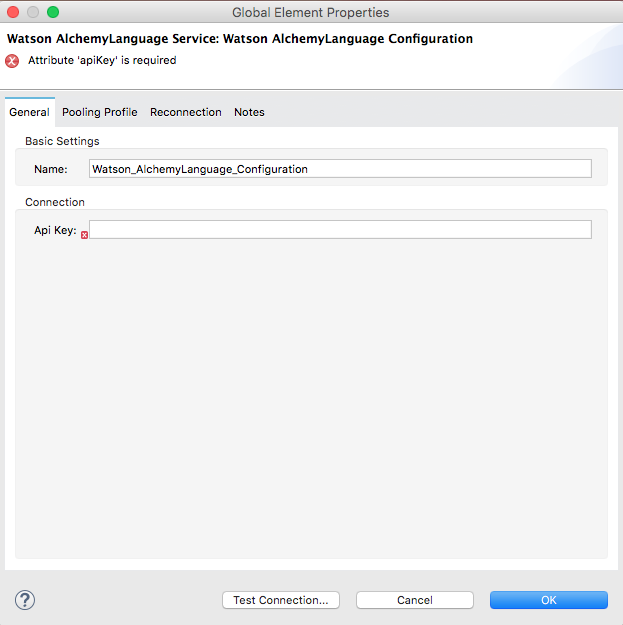 Global Element Properties
Watson AlchemyLanguage Service: Watson AlchemyLanguage Configuration
Attribute 'apiKey' is required
General Pooling Profile Reconnection Notes
Basic Settings
Name: Watson_AlchemyLanguage_Configuration
Connection
Api Key:
? Test Connection... Cancel OK